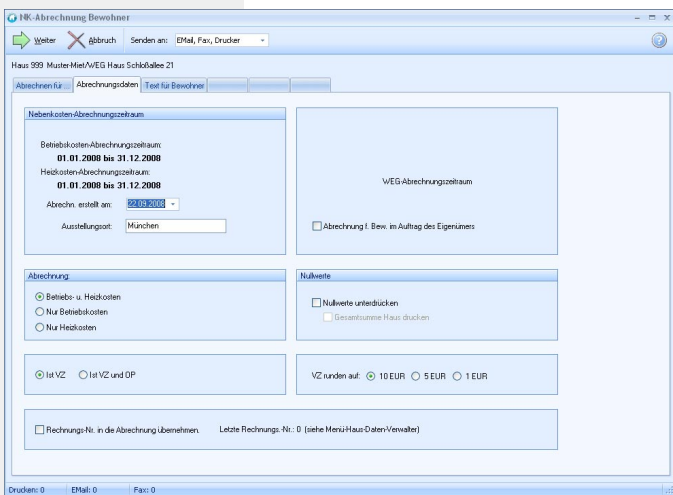 NK-Abrechnung Bewohner
Weiter Abbruch Senden an: EMail, Fax, Drucker
Haus 999 Muster-Miet/WEG Haus Schloßallee 21
Abrechnen für ... Abrechnungsdaten Text für Bewohner
Nebenkosten-Abrechnungszeitraum
Betriebskosten-Abrechnungszeitraum:
01.01.2008 bis 31.12.2008
Heizkosten-Abrechnungszeitraum:
01.01.2008 bis 31.12.2008
Abrechn. erstellt am: 22.09.2008
Ausstellungsort: München
WEG-Abrechnungszeitraum
Abrechnung f. Bew. im Auftrag des Eigenümers
Abrechnung:
Betriebs- u. Heizkosten
Nur Betriebskosten
Nur Heizkosten
Nullwerte
Nullwerte unterdrücken
Gesamtsumme Haus drucken
Ist VZ Ist VZ und OP
VZ runden auf: 10 EUR 5 EUR 1 EUR
Rechnungs-Nr. in die Abrechnung übernehmen. Letzte Rechnungs.-Nr.: 0 (siehe Menü-Haus-Daten-Verwalter)
Drucken: 0 EMail: 0 Fax: 0